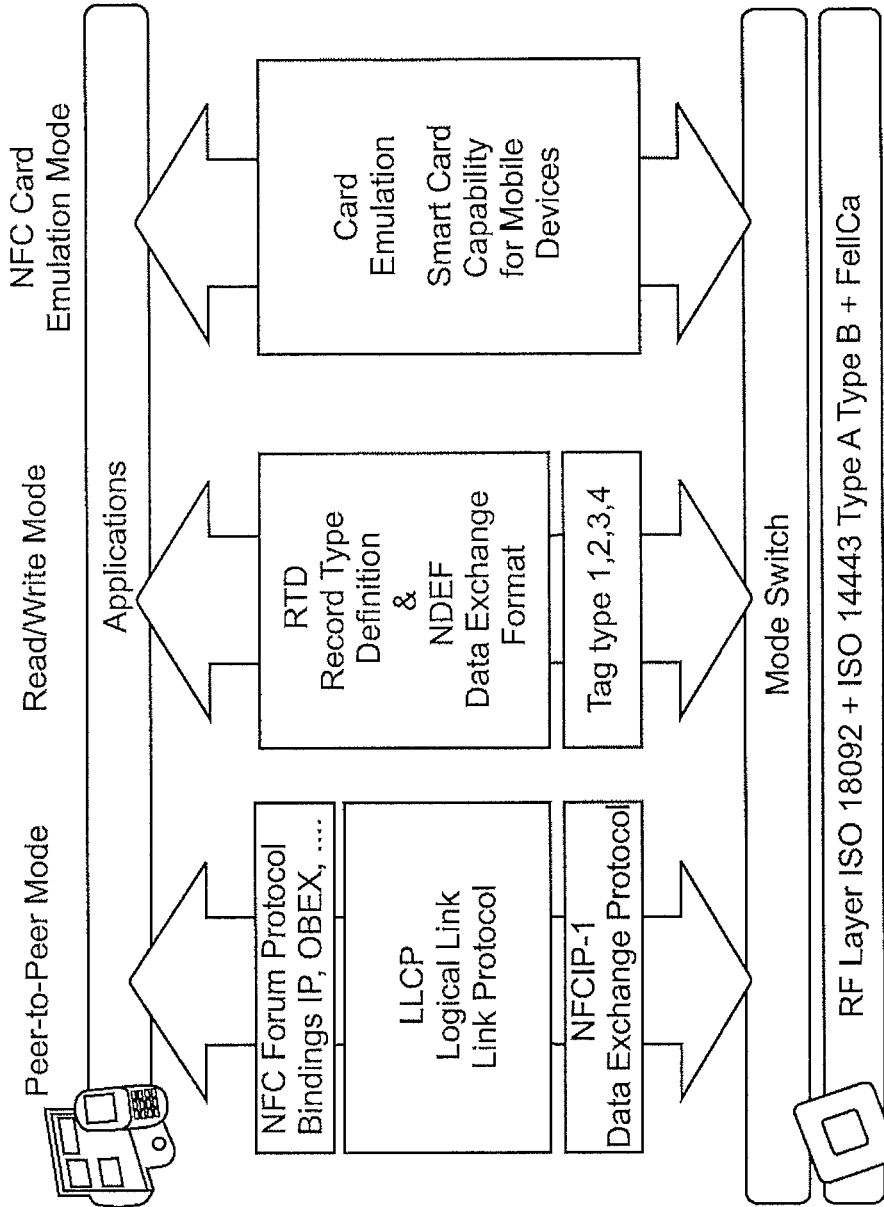 Peer-to-Peer Mode
Read/Write Mode
NFC Card
Emulation Mode
Applications
NFC Forum Protocol
Bindings IP, OBEX, ....
LLCP
Logical Link
Link Protocol
NFCIP-1
Data Exchange Protocol
RTD
Record Type
Definition
&
NDEF
Data Exchange
Format
Tag type 1,2,3,4
Card
Emulation
Smart Card
Capability
for Mobile
Devices
Mode Switch
RF Layer ISO 18092 + ISO 14443 Type A Type B + FellCa